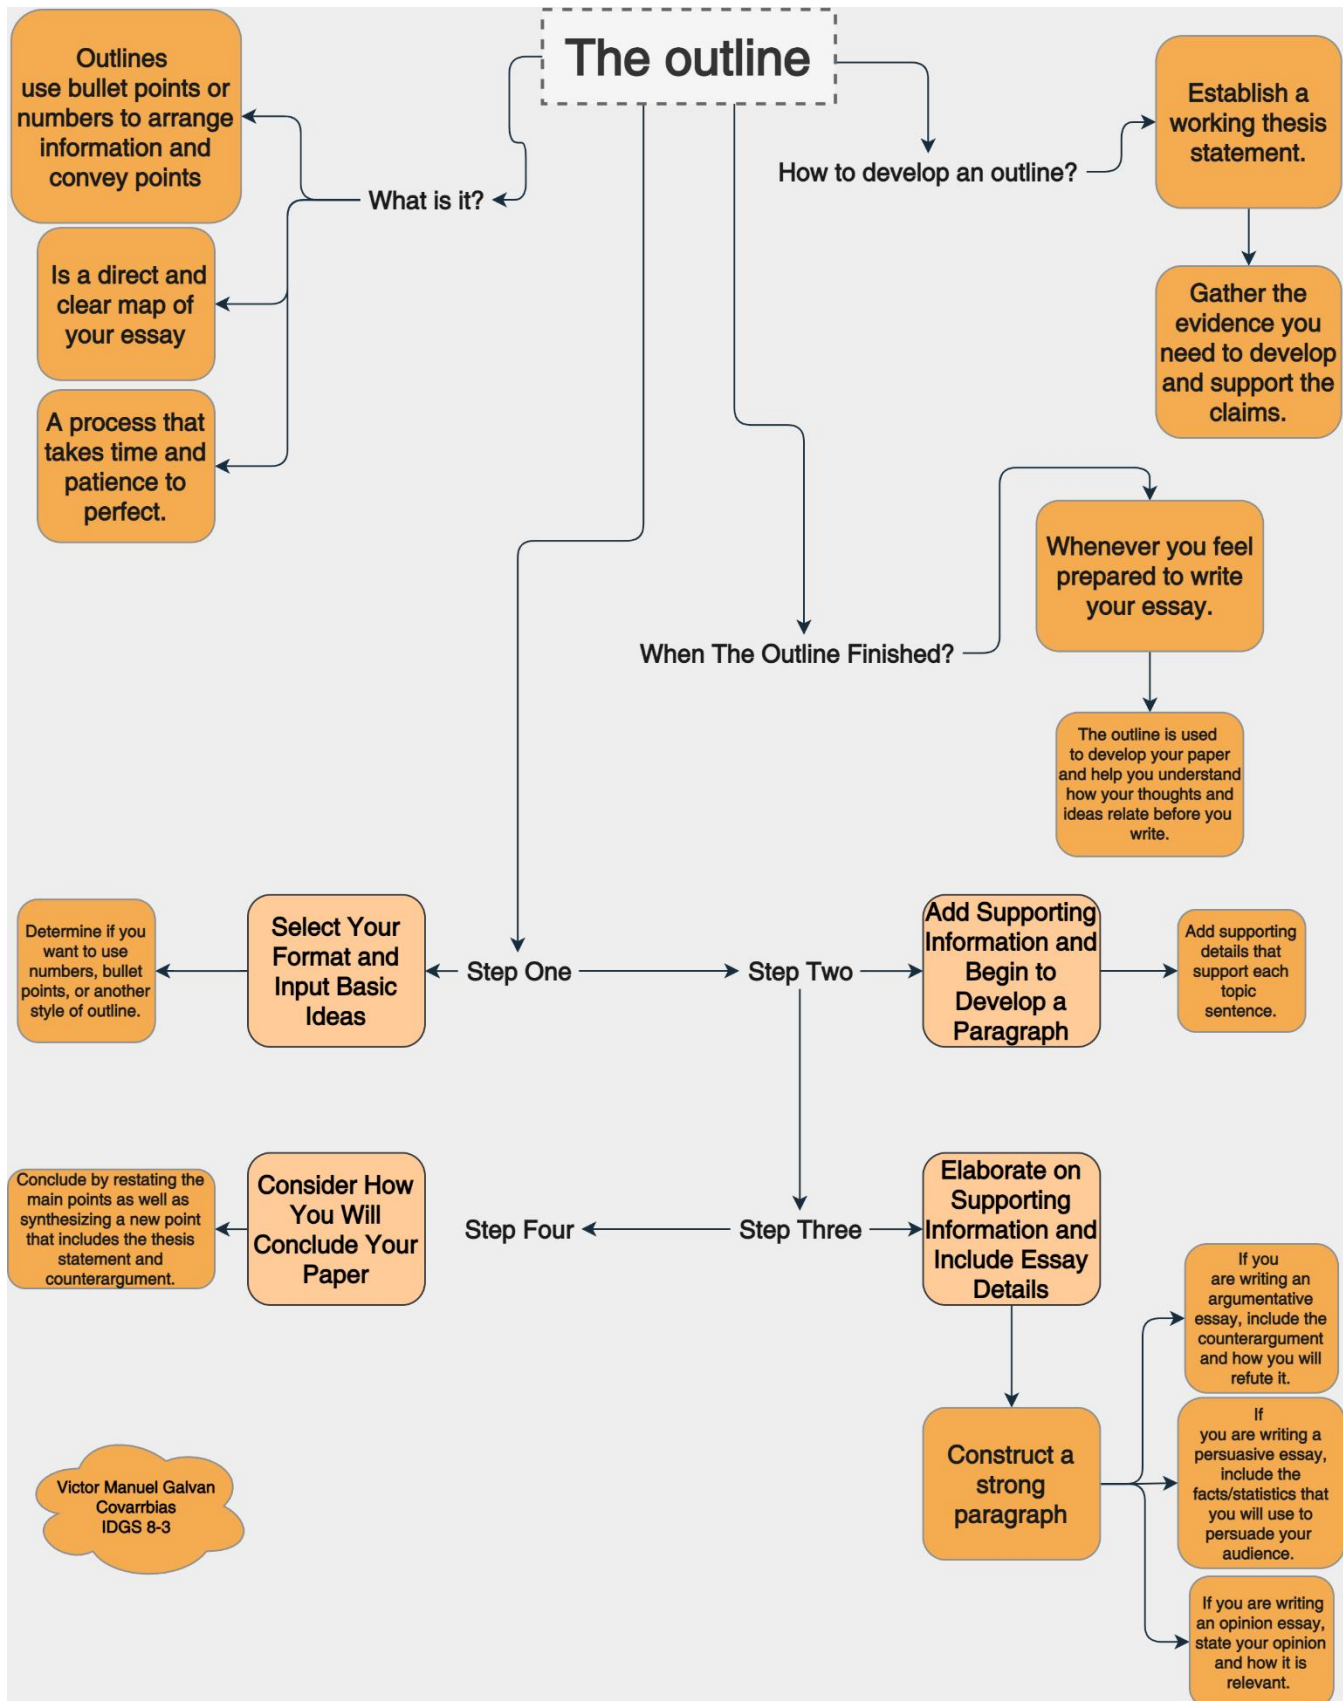 The outline
Outlines
use bullet points or
numbers to arrange
information and
convey points
What is it?
Is a direct and
clear map of
your essay
A process that
takes time and
patience to
perfect.
How to develop an outline?
Establish a
working thesis
statement.
Gather the
evidence you
need to develop
and support the
claims.
When The Outline Finished?
Whenever you feel
prepared to write
your essay.
The outline is used
to develop your paper
and help you understand
how your thoughts and
ideas relate before you
write.
Step One
Select Your
Format and
Input Basic
Ideas
Determine if you
want to use
numbers, bullet
points, or another
style of outline.
Step Two
Add Supporting
Information and
Begin to
Develop a
Paragraph
Add supporting
details that
support each
topic
sentence.
Step Three
Elaborate on
Supporting
Information and
Include Essay
Details
Construct a
strong
paragraph
If you
are writing an
argumentative
essay, include the
counterargument
and how you will
refute it.
If
you are writing a
persuasive essay,
include the
facts/statistics that
you will use to
persuade your
audience.
If you are writing
an opinion essay,
state your opinion
and how it is
relevant.
Step Four
Consider How
You Will
Conclude Your
Paper
Conclude by restating the
main points as well as
synthesizing a new point
that includes the thesis
statement and
counterargument.
Victor Manuel Galvan
Covarrbias
IDGS 8-3